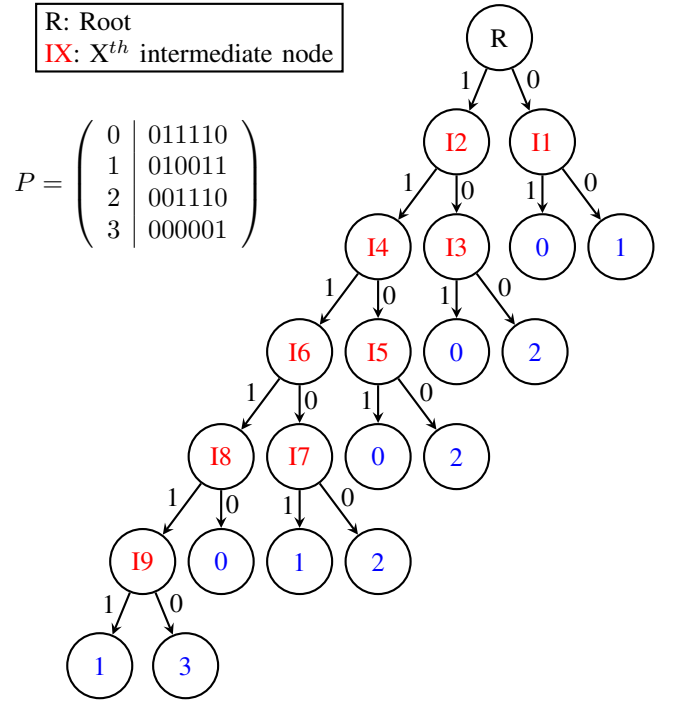 R: Root
IX: Xth intermediate node
P =
0 | 011110
1 | 010011
2 | 001110
3 | 000001
R
1 0
I2 I1
1 0 1 0
I4 I3 0 1
1 0 1 0
I6 I5 0 2
1 0 1 0
I8 I7 0 2
1 0 1 0
I9 0 1 2
1 0
1 3